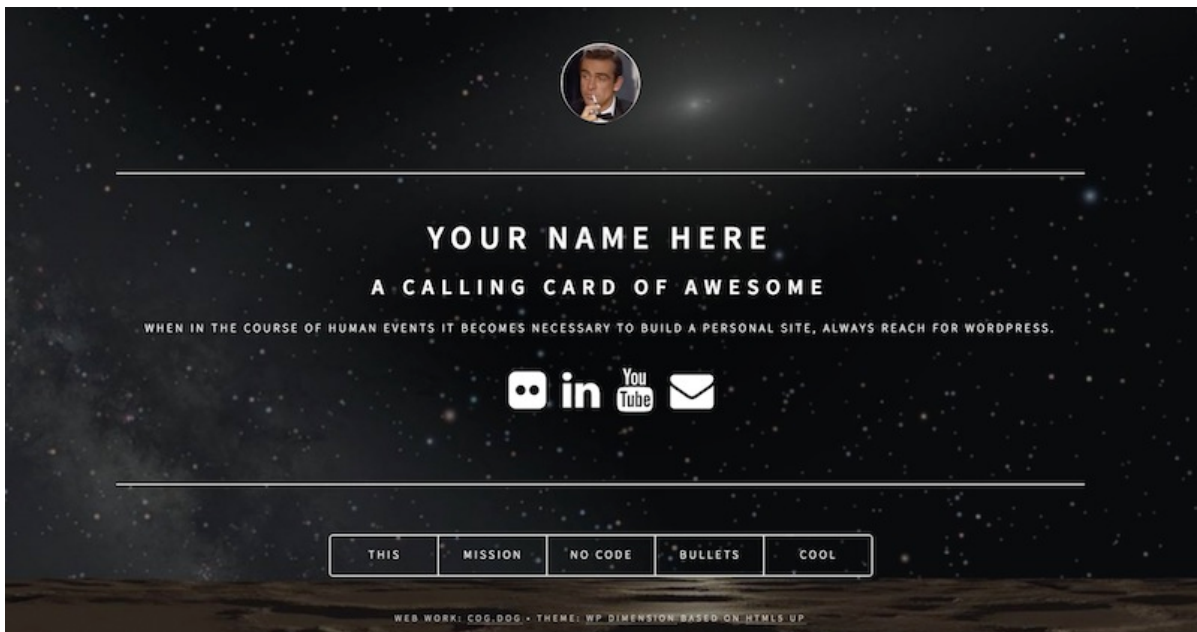 YOUR NAME HERE
A CALLING CARD OF AWESOME
WHEN IN THE COURSE OF HUMAN EVENTS IT BECOMES NECESSARY TO BUILD A PERSONAL SITE, ALWAYS REACH FOR WORDPRESS.
in You Tube
THIS MISSION NO CODE BULLETS COOL
WEB WORK: COG.DOG • THEME: WP DIMENSION BASED ON HTML5 UP